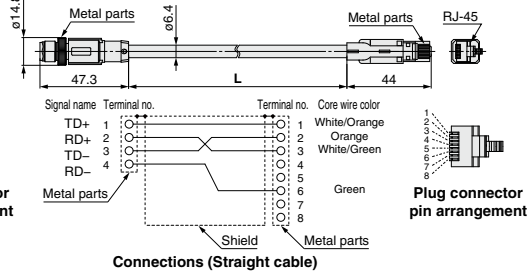 Metal parts
ø14.8
ø6.4
Metal parts
RJ-45
47.3
L
44
Signal name Terminal no.
Terminal no. Core wire color
TD+ 1
RD+ 2
TD− 3
RD− 4
1 White/Orange
2 Orange
3 White/Green
4
5
6 Green
7
8
Metal parts
Shield
Metal parts
Connections (Straight cable)
1
2
3
4
5
6
7
8
Plug connector
pin arrangement
or
nt